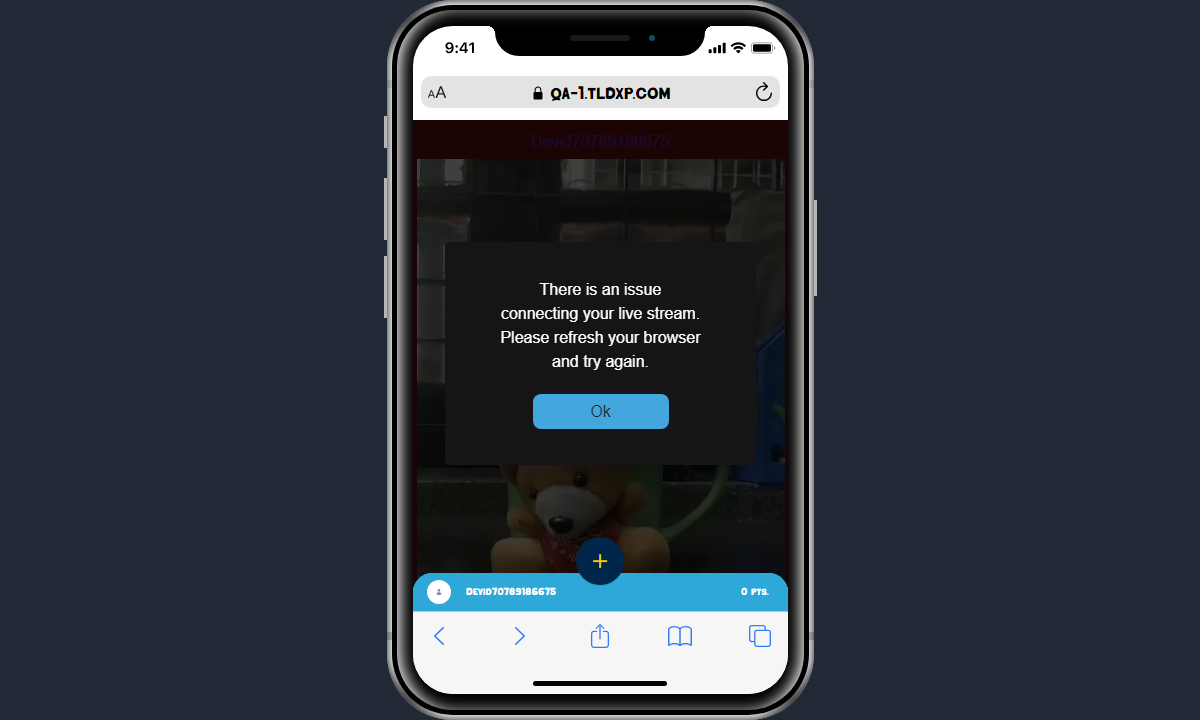 9:41
AA QA-1.TLDXP.COM
Devid70789186675
There is an issue
connecting your live stream.
Please refresh your browser
and try again.
Ok
+
DEVID70789186675 0 PTS.